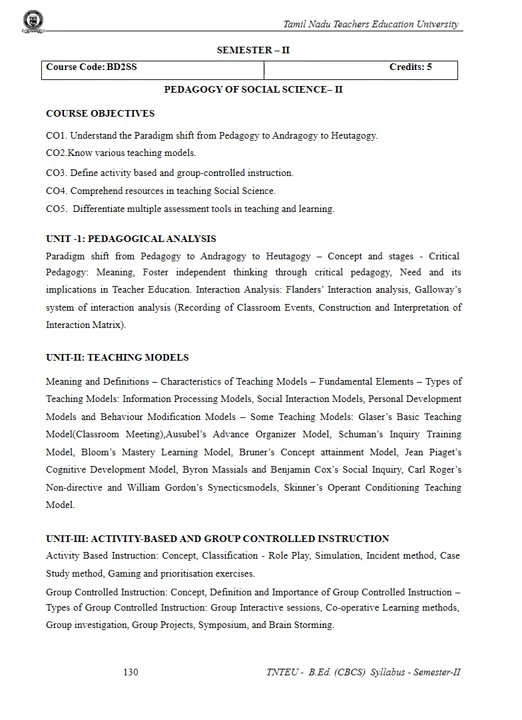 Tamil Nadu Teachers Education University
SEMESTER – II
Course Code: BD2SS Credits: 5
PEDAGOGY OF SOCIAL SCIENCE– II
COURSE OBJECTIVES
CO1. Understand the Paradigm shift from Pedagogy to Andragogy to Heutagogy.
CO2.Know various teaching models.
CO3. Define activity based and group-controlled instruction.
CO4. Comprehend resources in teaching Social Science.
CO5. Differentiate multiple assessment tools in teaching and learning.
UNIT -1: PEDAGOGICAL ANALYSIS
Paradigm shift from Pedagogy to Andragogy to Heutagogy – Concept and stages - Critical
Pedagogy: Meaning, Foster independent thinking through critical pedagogy, Need and its
implications in Teacher Education. Interaction Analysis: Flanders’ Interaction analysis, Galloway’s
system of interaction analysis (Recording of Classroom Events, Construction and Interpretation of
Interaction Matrix).
UNIT-II: TEACHING MODELS
Meaning and Definitions – Characteristics of Teaching Models – Fundamental Elements – Types of
Teaching Models: Information Processing Models, Social Interaction Models, Personal Development
Models and Behaviour Modification Models – Some Teaching Models: Glaser’s Basic Teaching
Model(Classroom Meeting),Ausubel’s Advance Organizer Model, Schuman’s Inquiry Training
Model, Bloom’s Mastery Learning Model, Bruner’s Concept attainment Model, Jean Piaget’s
Cognitive Development Model, Byron Massials and Benjamin Cox’s Social Inquiry, Carl Roger’s
Non-directive and William Gordon’s Synecticsmodels, Skinner’s Operant Conditioning Teaching
Model.
UNIT-III: ACTIVITY-BASED AND GROUP CONTROLLED INSTRUCTION
Activity Based Instruction: Concept, Classification - Role Play, Simulation, Incident method, Case
Study method, Gaming and prioritisation exercises.
Group Controlled Instruction: Concept, Definition and Importance of Group Controlled Instruction –
Types of Group Controlled Instruction: Group Interactive sessions, Co-operative Learning methods,
Group investigation, Group Projects, Symposium, and Brain Storming.
130 TNTEU - B.Ed. (CBCS) Syllabus - Semester-II